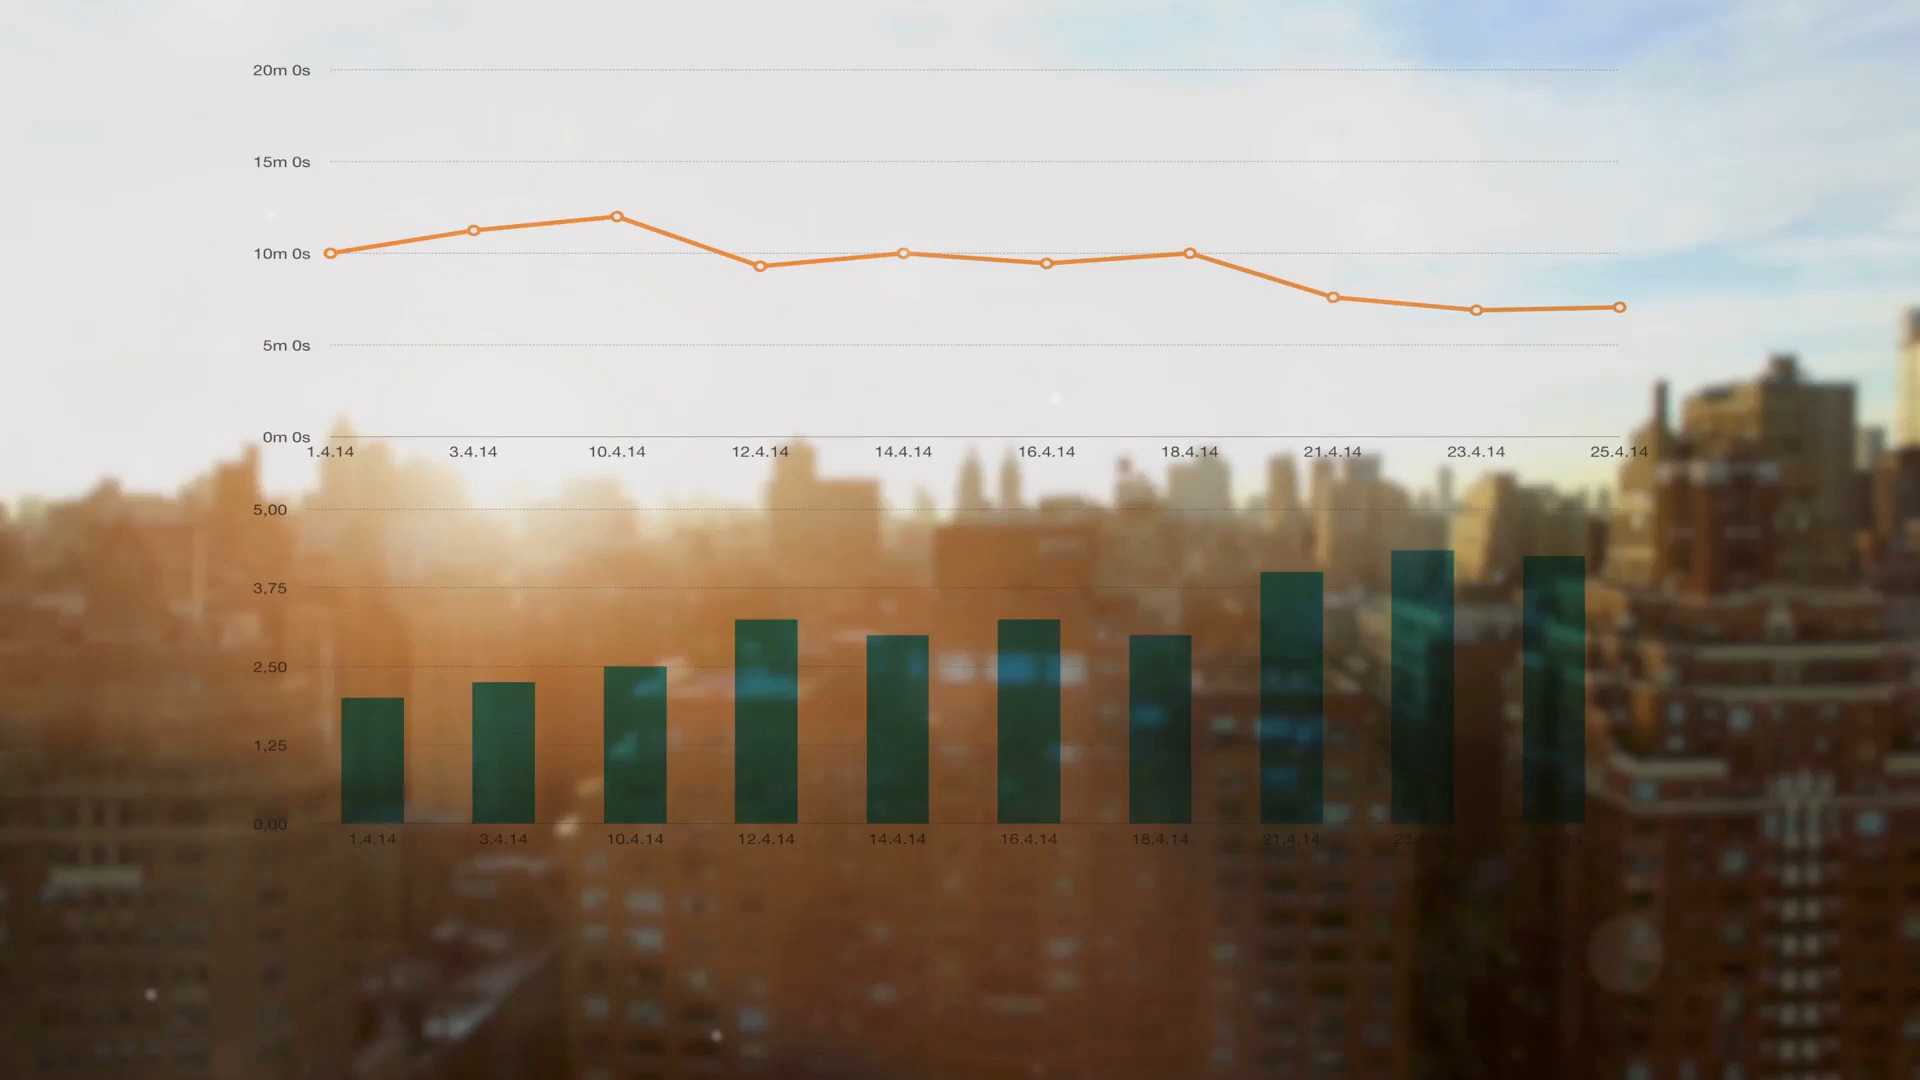 20m 0s
15m 0s
10m 0s
5m 0s
0m 0s
1.4.14 3.4.14 10.4.14 12.4.14 14.4.14 16.4.14 18.4.14 21.4.14 23.4.14 25.4.14
5,00
3,75
2,50
1,25
0,00
1.4.14 3.4.14 10.4.14 12.4.14 14.4.14 16.4.14 18.4.14 21.4.14